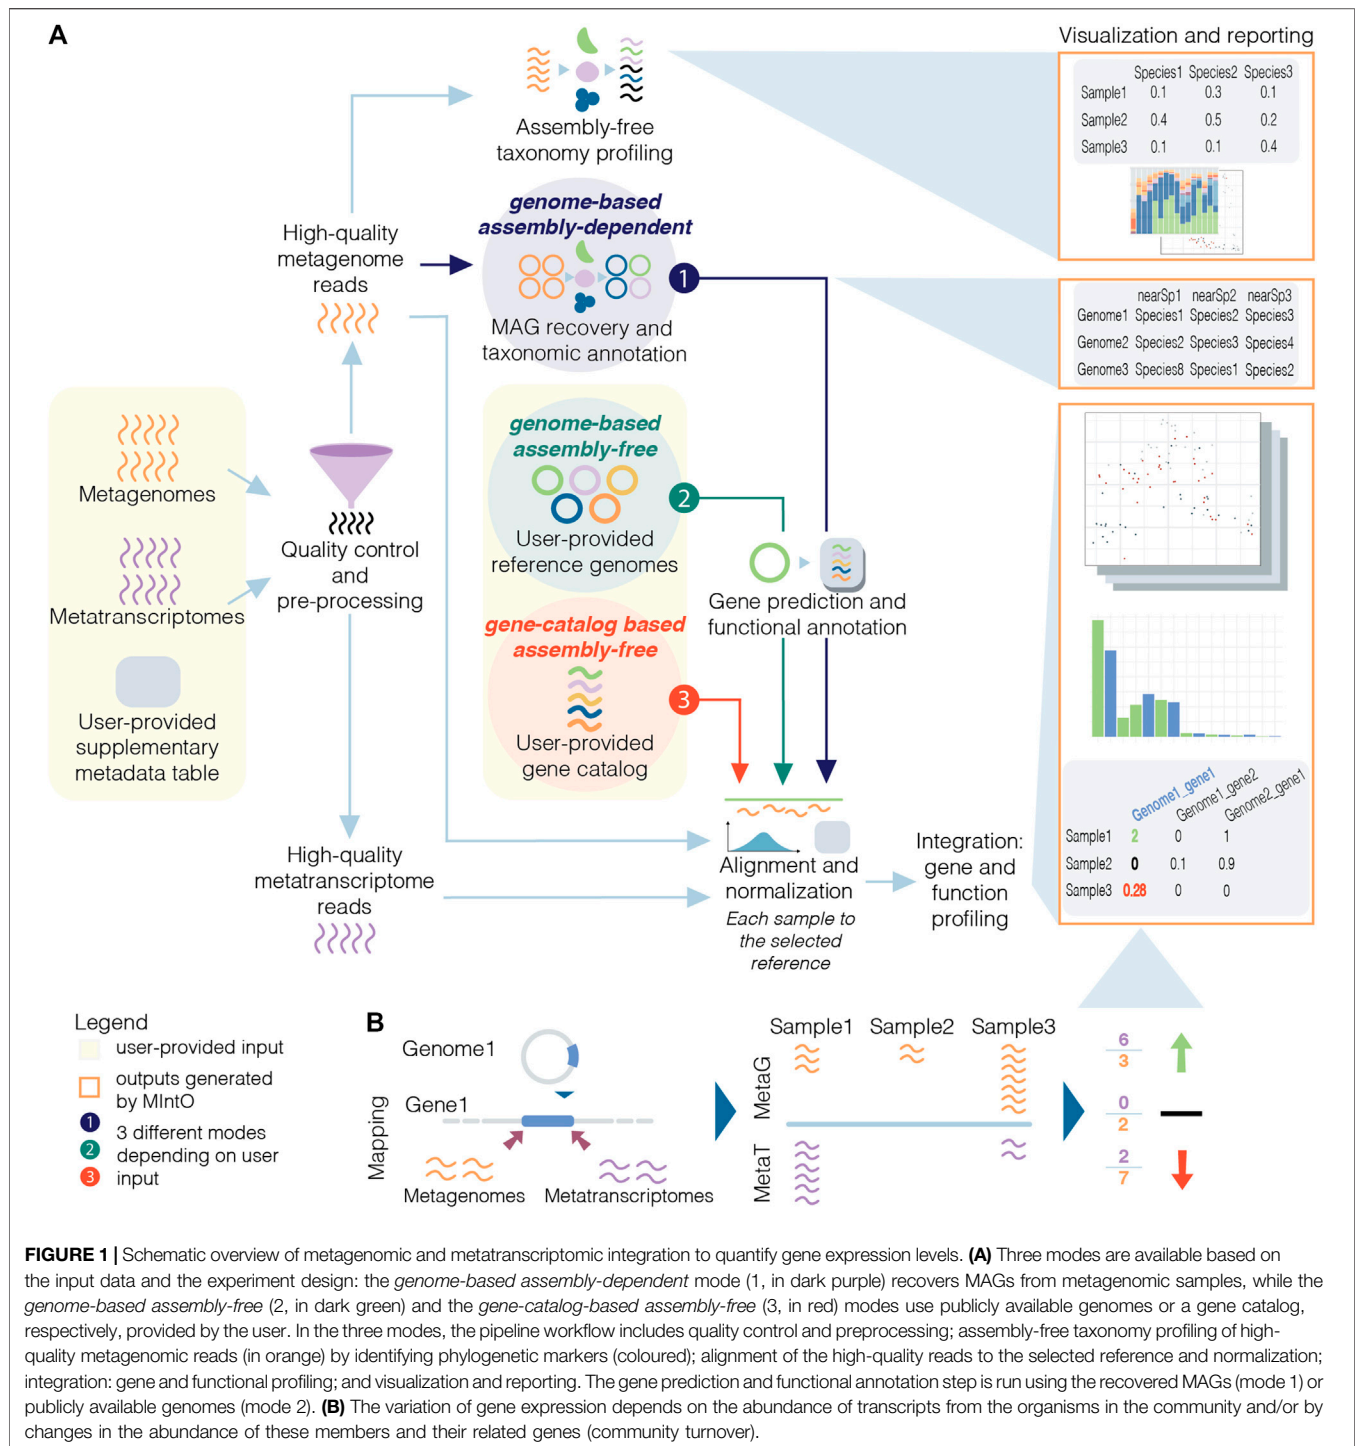 A
Visualization and reporting
Species1 Species2 Species3
Sample1 0.1 0.3 0.1
Sample2 0.4 0.5 0.2
Sample3 0.1 0.1 0.4
Assembly-free
taxonomy profiling
genome-based
assembly-dependent
1
MAG recovery and
taxonomic annotation
High-quality
metagenome
reads
nearSp1 nearSp2 nearSp3
Genome1 Species1 Species2 Species3
Genome2 Species2 Species3 Species4
Genome3 Species8 Species1 Species2
Metagenomes
Metatranscriptomes
User-provided
supplementary
metadata table
Quality control
and
pre-processing
genome-based
assembly-free
2
User-provided
reference genomes
gene-catalog based
assembly-free
3
User-provided
gene catalog
Gene prediction and
functional annotation
High-quality
metatranscriptome
reads
Alignment and
normalization
Each sample to
the selected
reference
Integration:
gene and
function
profiling
Genome1_gene1 Genome1_gene2 Genome2_gene1
Sample1 2 0 1
Sample2 0 0.1 0.9
Sample3 0.28 0 0
Legend
user-provided input
outputs generated
by MIntO
1
2
3
3 different modes
depending on user
input
B
Mapping
Genome1
Gene1
Metagenomes Metatranscriptomes
Sample1 Sample2 Sample3
MetaG
MetaT
6
3
0
2
2
7
FIGURE 1 | Schematic overview of metagenomic and metatranscriptomic integration to quantify gene expression levels. (A) Three modes are available based on
the input data and the experiment design: the genome-based assembly-dependent mode (1, in dark purple) recovers MAGs from metagenomic samples, while the
genome-based assembly-free (2, in dark green) and the gene-catalog-based assembly-free (3, in red) modes use publicly available genomes or a gene catalog,
respectively, provided by the user. In the three modes, the pipeline workflow includes quality control and preprocessing; assembly-free taxonomy profiling of high-
quality metagenomic reads (in orange) by identifying phylogenetic markers (coloured); alignment of the high-quality reads to the selected reference and normalization;
integration: gene and functional profiling; and visualization and reporting. The gene prediction and functional annotation step is run using the recovered MAGs (mode 1) or
publicly available genomes (mode 2). (B) The variation of gene expression depends on the abundance of transcripts from the organisms in the community and/or by
changes in the abundance of these members and their related genes (community turnover).